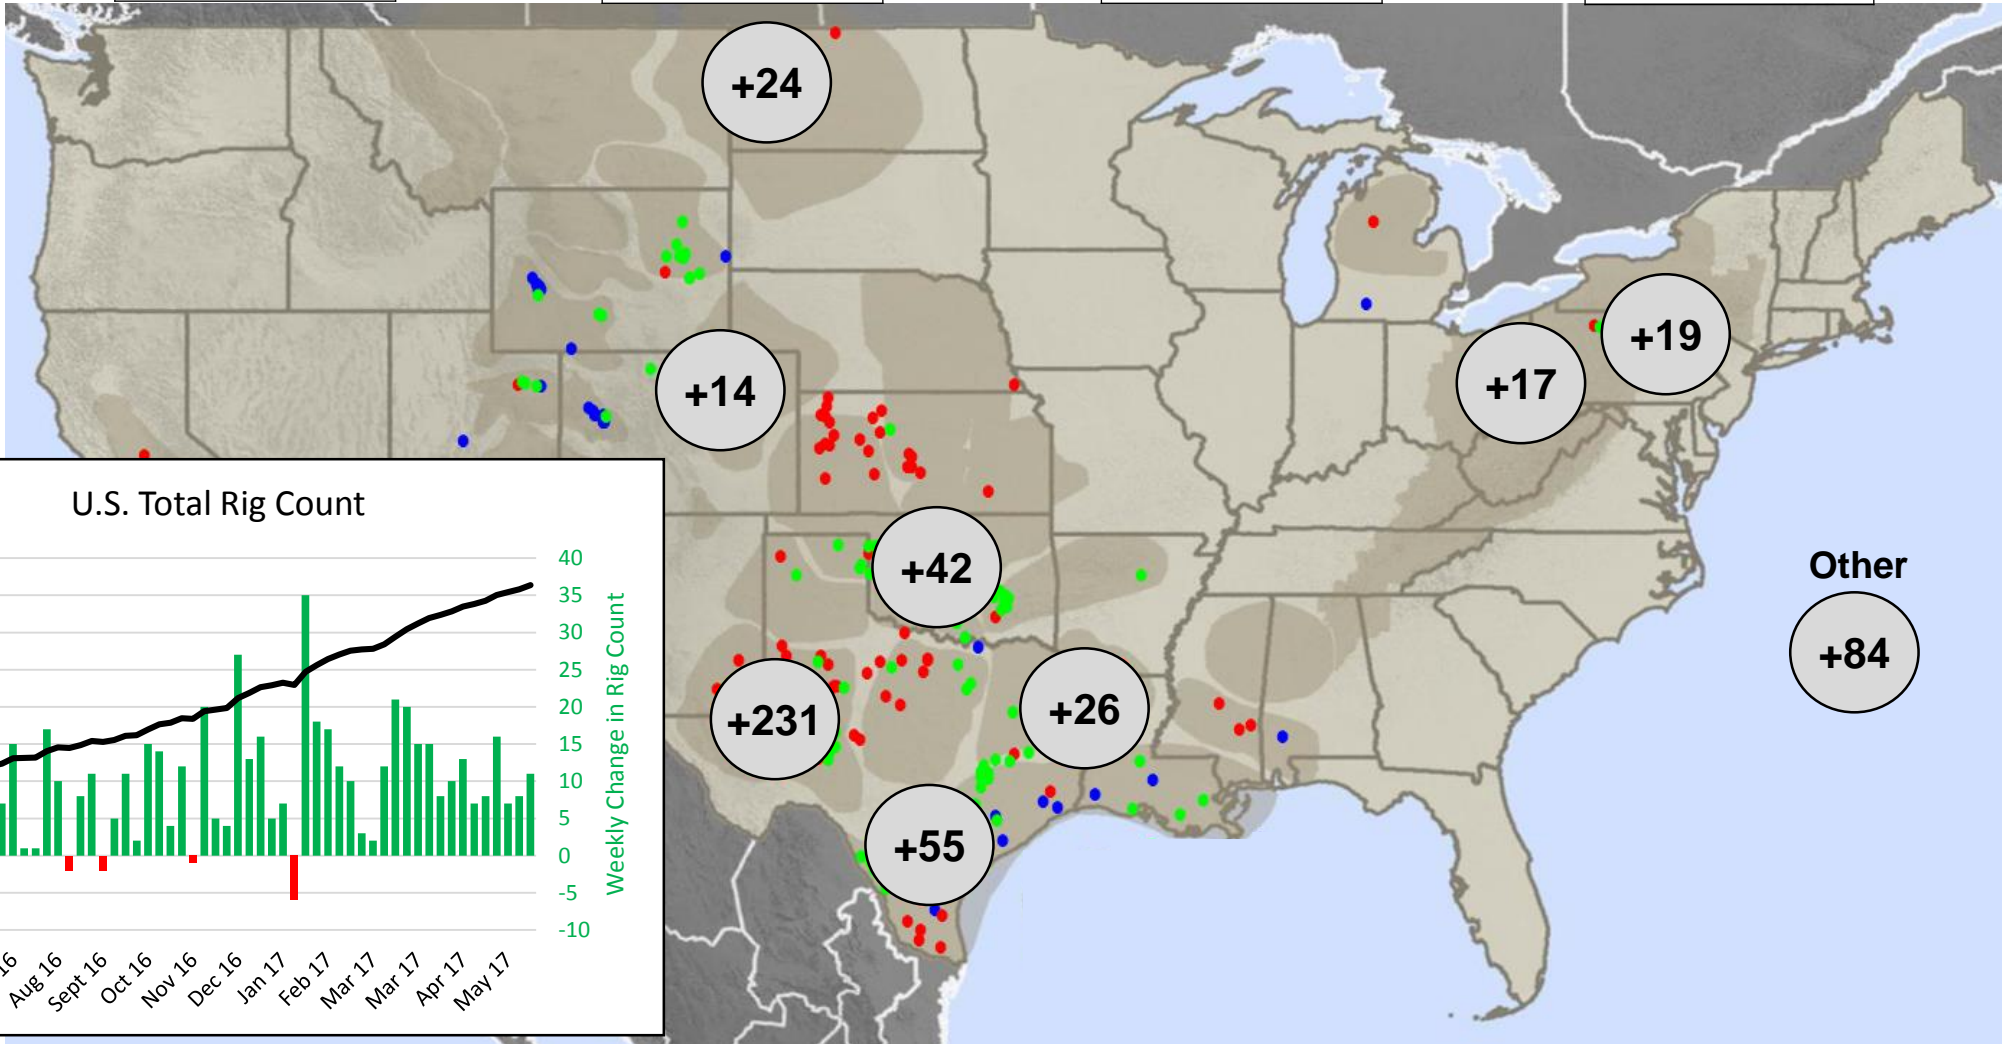 +24
+19
+17
+14
U.S. Total Rig Count
+42
Other
+84
+231
+26
+55
40
35
30
25
20
15
10
5
0
-5
-10
Weekly Change in Rig Count
16
Aug 16
Sept 16
Oct 16
Nov 16
Dec 16
Jan 17
Feb 17
Mar 17
Mar 17
Apr 17
May 17